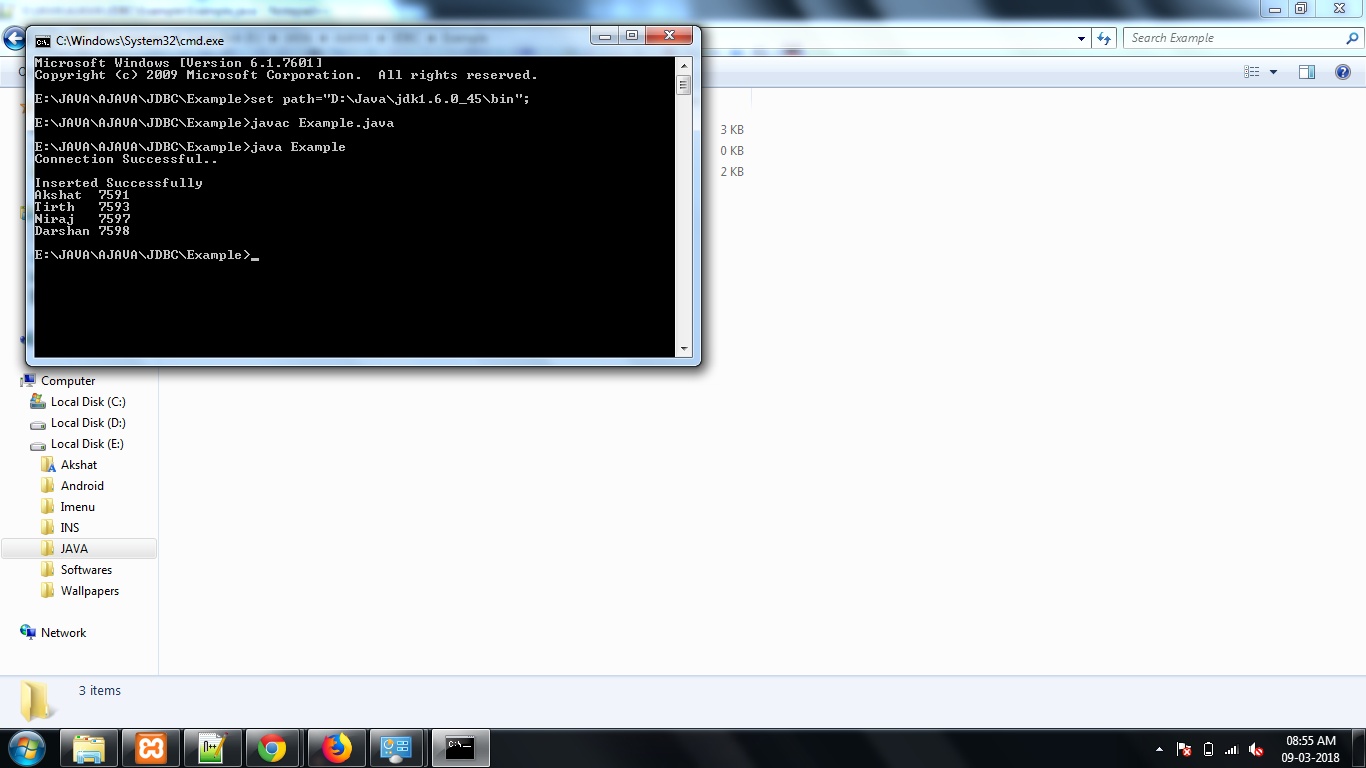 C:\Windows\System32\cmd.exe
Microsoft Windows [Version 6.1.7601]
Copyright (c) 2009 Microsoft Corporation.  All rights reserved.
E:\JAVA\AJAVA\JDBC\Example>set path="D:\Java\jdk1.6.0_45\bin";
E:\JAVA\AJAVA\JDBC\Example>javac Example.java
E:\JAVA\AJAVA\JDBC\Example>java Example
Connection Successful..
Inserted Successfully
Akshat  7591
Tirth   7593
Niraj   7597
Darshan 7598
E:\JAVA\AJAVA\JDBC\Example>_
Search Example
3 KB
0 KB
2 KB
Computer
Local Disk (C:)
Local Disk (D:)
Local Disk (E:)
Akshat
Android
Imenu
INS
JAVA
Softwares
Wallpapers
Network
3 items
08:55 AM
09-03-2018